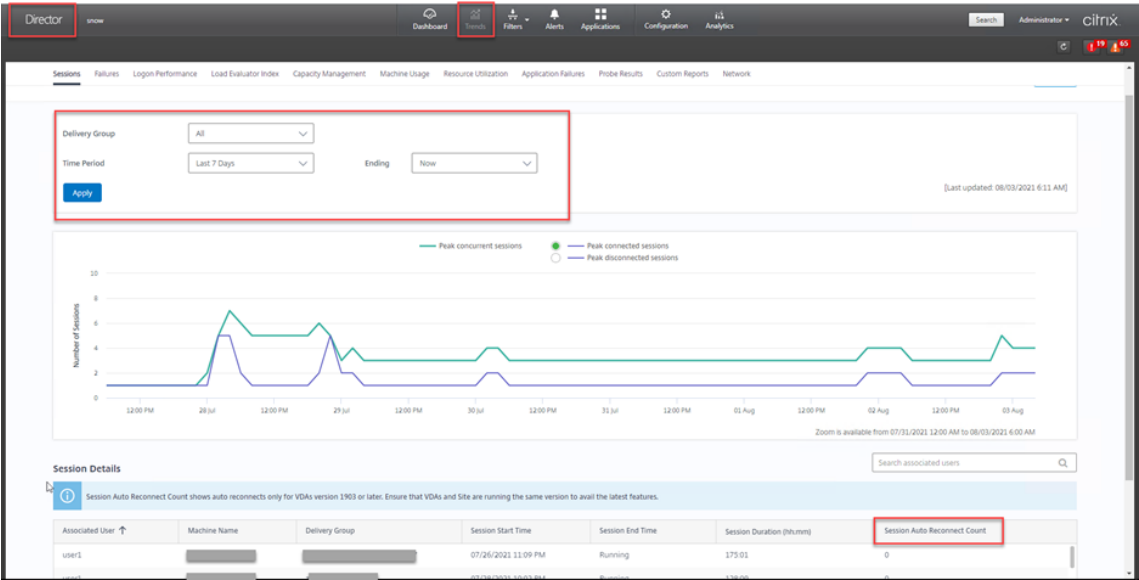 Director snow Dashboard Trends Filters Alerts Applications Configuration Analytics Search Administrator citrix
19 65
Sessions Failures Logon Performance Load Evaluator Index Capacity Management Machine Usage Resource Utilization Application Failures Probe Results Custom Reports Network
Delivery Group All
Time Period Last 7 Days Ending Now
Apply
[Last updated: 08/03/2021 6:11 AM]
Peak concurrent sessions Peak connected sessions
Peak disconnected sessions
Number of Sessions
10
8
6
4
2
0
12:00 PM 28 Jul 12:00 PM 29 Jul 12:00 PM 30 Jul 12:00 PM 31 Jul 12:00 PM 01 Aug 12:00 PM 02 Aug 12:00 PM 03 Aug
Zoom is available from 07/31/2021 12:00 AM to 08/03/2021 6:00 AM
Session Details Search associated users
Session Auto Reconnect Count shows auto reconnects only for VDAs version 1903 or later. Ensure that VDAs and Site are running the same version to avail the latest features.
Associated User Machine Name Delivery Group Session Start Time Session End Time Session Duration (hh:mm) Session Auto Reconnect Count
user1 07/26/2021 11:09 PM Running 175:01 0